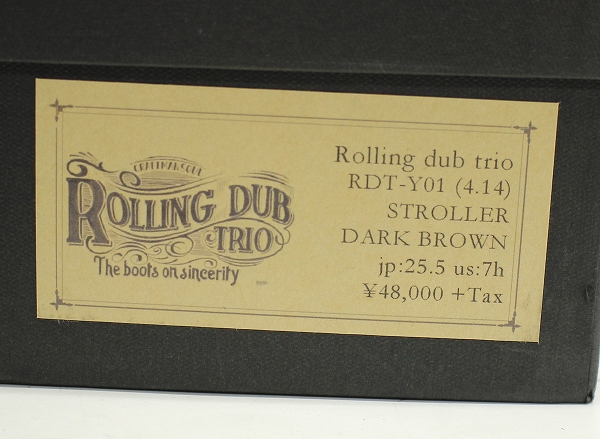 CRAFTMAN SOUL
ROLLING DUB
TRIO
The boots on sincerity
Rolling dub trio
RDT-Y01 (4.14)
STROLLER
DARK BROWN
jp:25.5 us:7h
¥48,000 +Tax